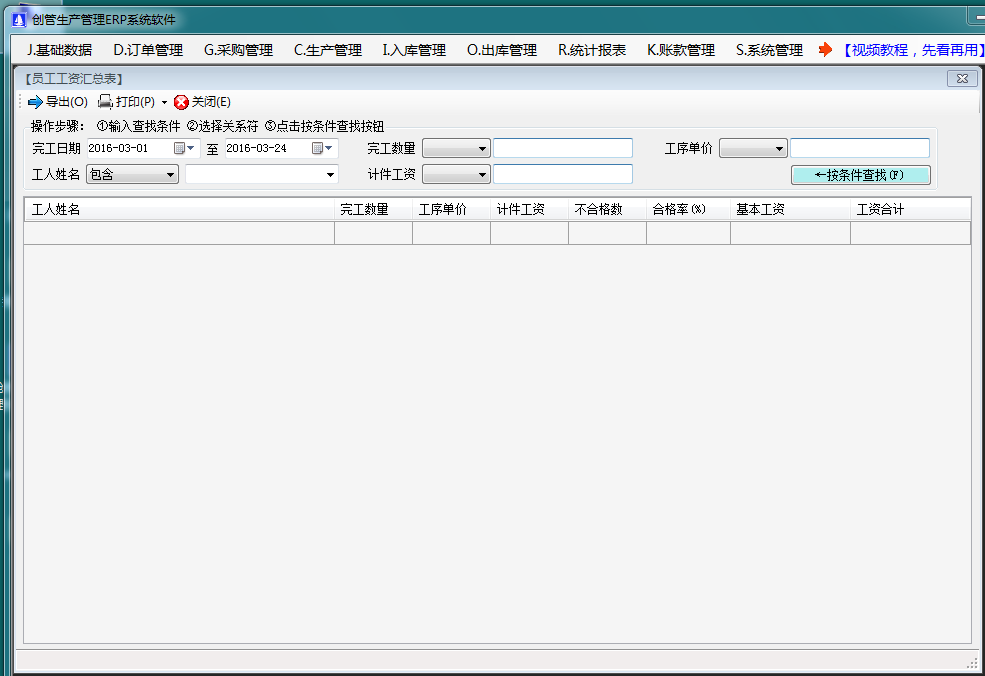 创管生产管理ERP系统软件
J.基础数据 D.订单管理 G.采购管理 C.生产管理 I.入库管理 O.出库管理 R.统计报表 K.账款管理 S.系统管理 【视频教程，先看再用】
【员工工资汇总表】
导出(O) 打印(P) 关闭(E)
操作步骤： ①输入查找条件 ②选择关系符 ③点击按条件查找按钮
完工日期 2016-03-01 至 2016-03-24 完工数量 工序单价
工人姓名 包含 计件工资 ←按条件查找(F)
工人姓名 完工数量 工序单价 计件工资 不合格数 合格率(%) 基本工资 工资合计